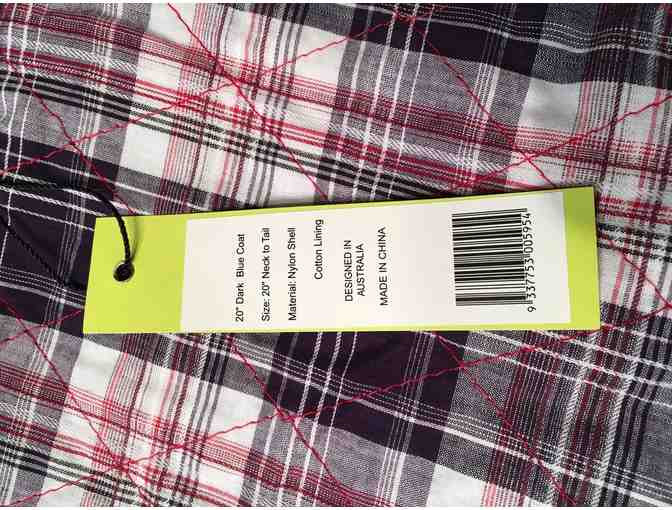 20" Dark Blue Coat
Size: 20" Neck to Tail
Material: Nylon Shell
Cotton Lining
DESIGNED IN
AUSTRALIA
MADE IN CHINA
9 337753 005954